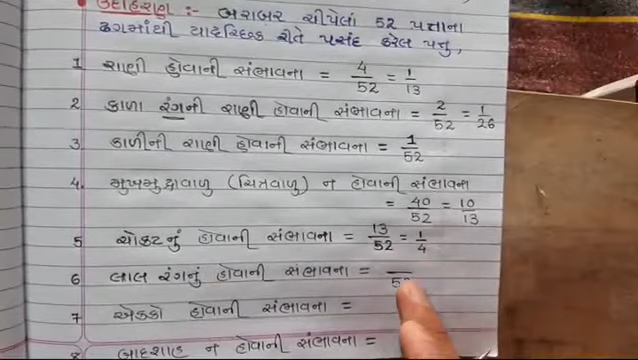 ઉદાહરણ :- બરાબર ચીપેલાં 52 પત્તાના
ઢગમાંથી યાદચ્છિક રીતે પસંદ કરેલ પત્તુ,
1 રાણી હોવાની સંભાવના = 4/52 = 1/13
2 કાળા રંગની રાણી હોવાની સંભાવના = 2/52 = 1/26
3 કાળીની રાણી હોવાની સંભાવના = 1/52
4. મુખમુદ્રાવાળુ (ચિત્રવાળુ) ન હોવાની સંભાવના
= 40/52 = 10/13
5 ચોકટનું હોવાની સંભાવના = 13/52 = 1/4
6 લાલ રંગનું હોવાની સંભાવના =
7 એક્કો હોવાની સંભાવના =
8 બાદશાહ ન હોવાની સંભાવના =